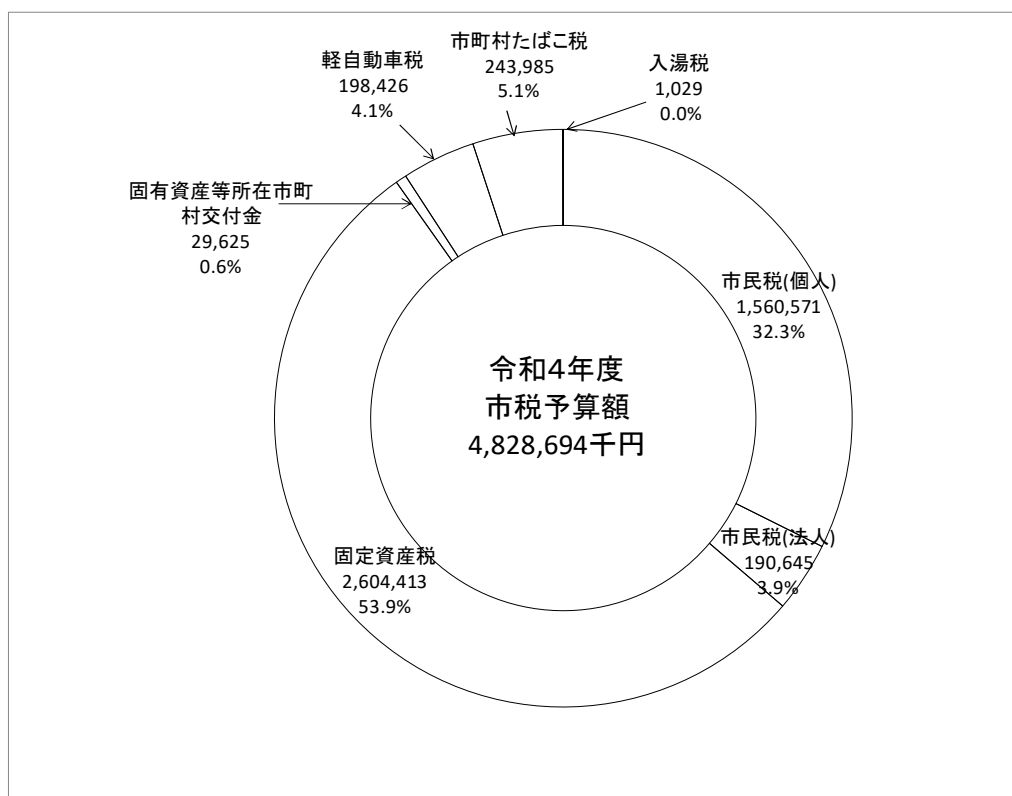 市町村たばこ税
243,985
5.1%
入湯税
1,029
0.0%
軽自動車税
198,426
4.1%
固有資産等所在市町
村交付金
29,625
0.6%
市民税(個人)
1,560,571
32.3%
令和4年度
市税予算額
4,828,694千円
市民税(法人)
190,645
3.9%
固定資産税
2,604,413
53.9%